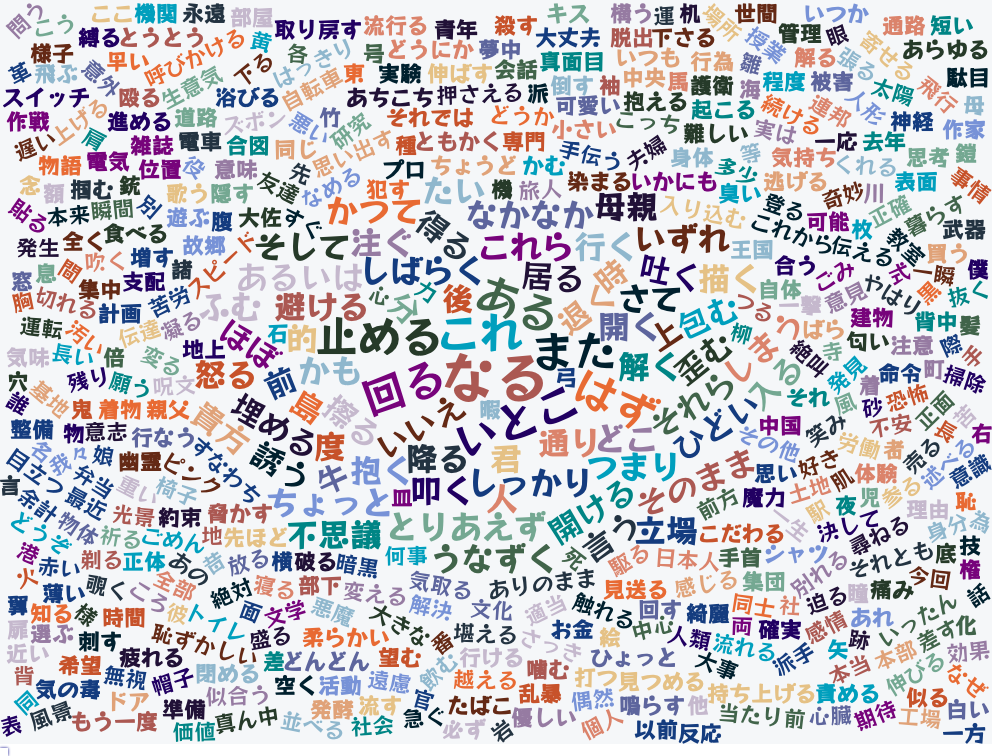 問う こう ここ 機関 永遠 部屋 取り戻す 流行る 青年 殺す キス 構う 運 机 場所 世間 いつか 通路 短い
様子 縛る とうとう 早い 呼びかける 黄 各 はっきり 号 どうにか 夢中 大丈夫 脱出 下さる 授業 管理 眼 寄せる あらゆる
革 飛ぶ 意外 下る 東 実験 伸ばす 会話 真面目 いつも 行為 雛 解る 張る 駄目
スイッチ 殴る 生意気 浴びる 自転車 あちこち 押さえる 派 倒す 袖 中央 馬 護衛 海 程度 被害 太陽 飛行 母
作戦 上げる 進める 道路 ズボン 悪い 竹 それでは どうか 可愛い 抱える 起こる 続ける 連邦 人形 神経 作家
遅い 肩 雑誌 電車 合図 同じ 研究 種 ともかく 専門 小さい こっち 難しい 実は 一応 去年
物語 電気 位置 意味 先 思い出す プロ ちょうど かむ 手伝う 夫婦 身体 多少 等 気持ち くれる 思考 鎧
念 額 掴む 銃 歌う 隠す 友達 なめる 犯す たい 機 旅人 染まる いかにも 臭い 逃げる 奇妙 川 表面 事情
貼る 本来 瞬間 別 遊ぶ 腹 大佐 すぐ かつて 得る なかなか 母親 入り込む 登る 可能 枚 正確 暮らす
発生 全く 食べる 増す 故郷 スピード そして 注ぐ これら 行く いずれ 王国 これから 伝える 教室 武器
窓 息 間 吹く 集中 支配 諸 あるいは しばらく 居る 時 吐く 描く 合う ごみ 式 一瞬 買う 僕
胸 切れる 計画 苦労 ふむ 避ける 心 分 力 後 ある 退く さて つる 自体 撃 意見 やはり 黒 抜く
運転 汚い 伝達 凝る ほぼ 石 的 止める これ また 開く 上 包む 柳 うつ ばら 建物 背中 髪
気味 長い 倍 変る 地上 怒る 前 かも 回る なる 弓 解く 歪む しまう 絶叫 寺 匂い 注意 際 手
穴 残り 願う 呪文 島 擦る いいえ 暇 いとこ はず それら 入る それ 発見 着 命令 町 掃除
誰 基地 鬼 着物 親父 貴方 埋める 度 通り どこ ひどい 中国 風 砂 恐怖
整備 物 意志 行なう すなわち 誘う 降る 君 つまり その他 笑み 労働 者 不安 正面 長 苦 右
各々 我々 娘 幽霊 ピンク キ 抱く 叩く しっかり そのまま 思い 好き 肌 体験 売る 述べる 意識
言 目立つ 弁当 重い 椅子 ちょっと 皿 人 開ける 前方 魔力 土地 駅 夜 児 参る 理由 恥
余計 最近 光景 約束 脅かす とりあえず 言う 立場 こだわる 生 決して 尋ねる 身分 為
どうぞ 物体 祈る ごめん 地 先ほど 不思議 死 日本人 手首 シャツ それとも 底 技
港 赤い 剃る 正体 あの 昔 放る 横 破る 暗黒 何事 うなずく 駆る 別れる 権
火 薄い 覗く ころ 全部 絶対 寝る 部下 変える 気取る ありのまま 見送る 感じる 集団 迫る 瞳 痛み 今回 話
翼 知る 様 時間 彼 トイレ 面 文学 悪魔 解決 文化 適当 触れる 回す 綺麗 同士 社 感情 あれ いったん
扉 選ぶ 刺す 恥ずかしい 盛る 柔らかい 大きな 番 堪える さっき お金 絵 中心 人類 両 確実 流れる 矢 跡 差す 化
近い 希望 疲れる 差 どんどん 望む 飲む 行ける 噛む ひょっと 大事 派手 本当 本部 伸びる 効果
背 気の毒 無視 帽子 閉める 空く 活動 遠慮 官 越える 乱暴 打つ 見つめる 持ち上げる 責める 似る なぜ
同 ドア 準備 似合う 発酵 流す 急ぐ たばこ 優しい 偶然 鳴らす 他 当たり前 心臓 期待 工場 白い
表 風景 もう一度 価値 真ん中 並べる 社会 必ず 岩 個人 以前 反応 一方